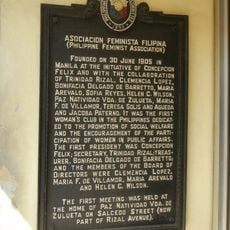 ASOCIACION FEMINISTA FILIPINA
(PHILIPPINE FEMINIST ASSOCIATION)
FOUNDED ON 30 JUNE 1905 IN
MANILA AT THE INITIATIVE OF CONCEPCION
FELIX AND WITH THE COLLABORATION
OF TRINIDAD RIZAL, CLEMENCIA LOPEZ,
BONIFACIA DELGADO DE BARRETTO, MARIA
AREVALO, SOFIA REYES, HELEN C. WILSON,
PAZ NATIVIDAD VDA. DE ZULUETA, MARIA
F. DE VILLAMOR, TERESA SOLIS AND AGUEDA
AND JACOBA PATERNO. IT WAS THE FIRST
WOMAN'S CLUB IN THE PHILIPPINES DEDICAT-
ED TO THE PROMOTION OF SOCIAL WELFARE
AND THE ENCOURAGEMENT OF THE PARTICI-
PATION OF WOMEN IN PUBLIC AFFAIRS.
THE FIRST PRESIDENT WAS CONCEPCION
FELIX; SECRETARY, TRINIDAD RIZAL; TREA-
SURER, BONIFACIA DELGADO DE BARRETTO;
AND THE MEMBERS OF THE BOARD OF
DIRECTORS WERE CLEMENCIA LOPEZ,
MARIA F. DE VILLAMOR, MARIA AREVALO
AND HELEN C. WILSON.
THE FIRST MEETING WAS HELD AT
THE HOME OF PAZ NATIVIDAD VDA. DE
ZULUETA ON SALCEDO STREET (NOW
PART OF RIZAL AVENUE).